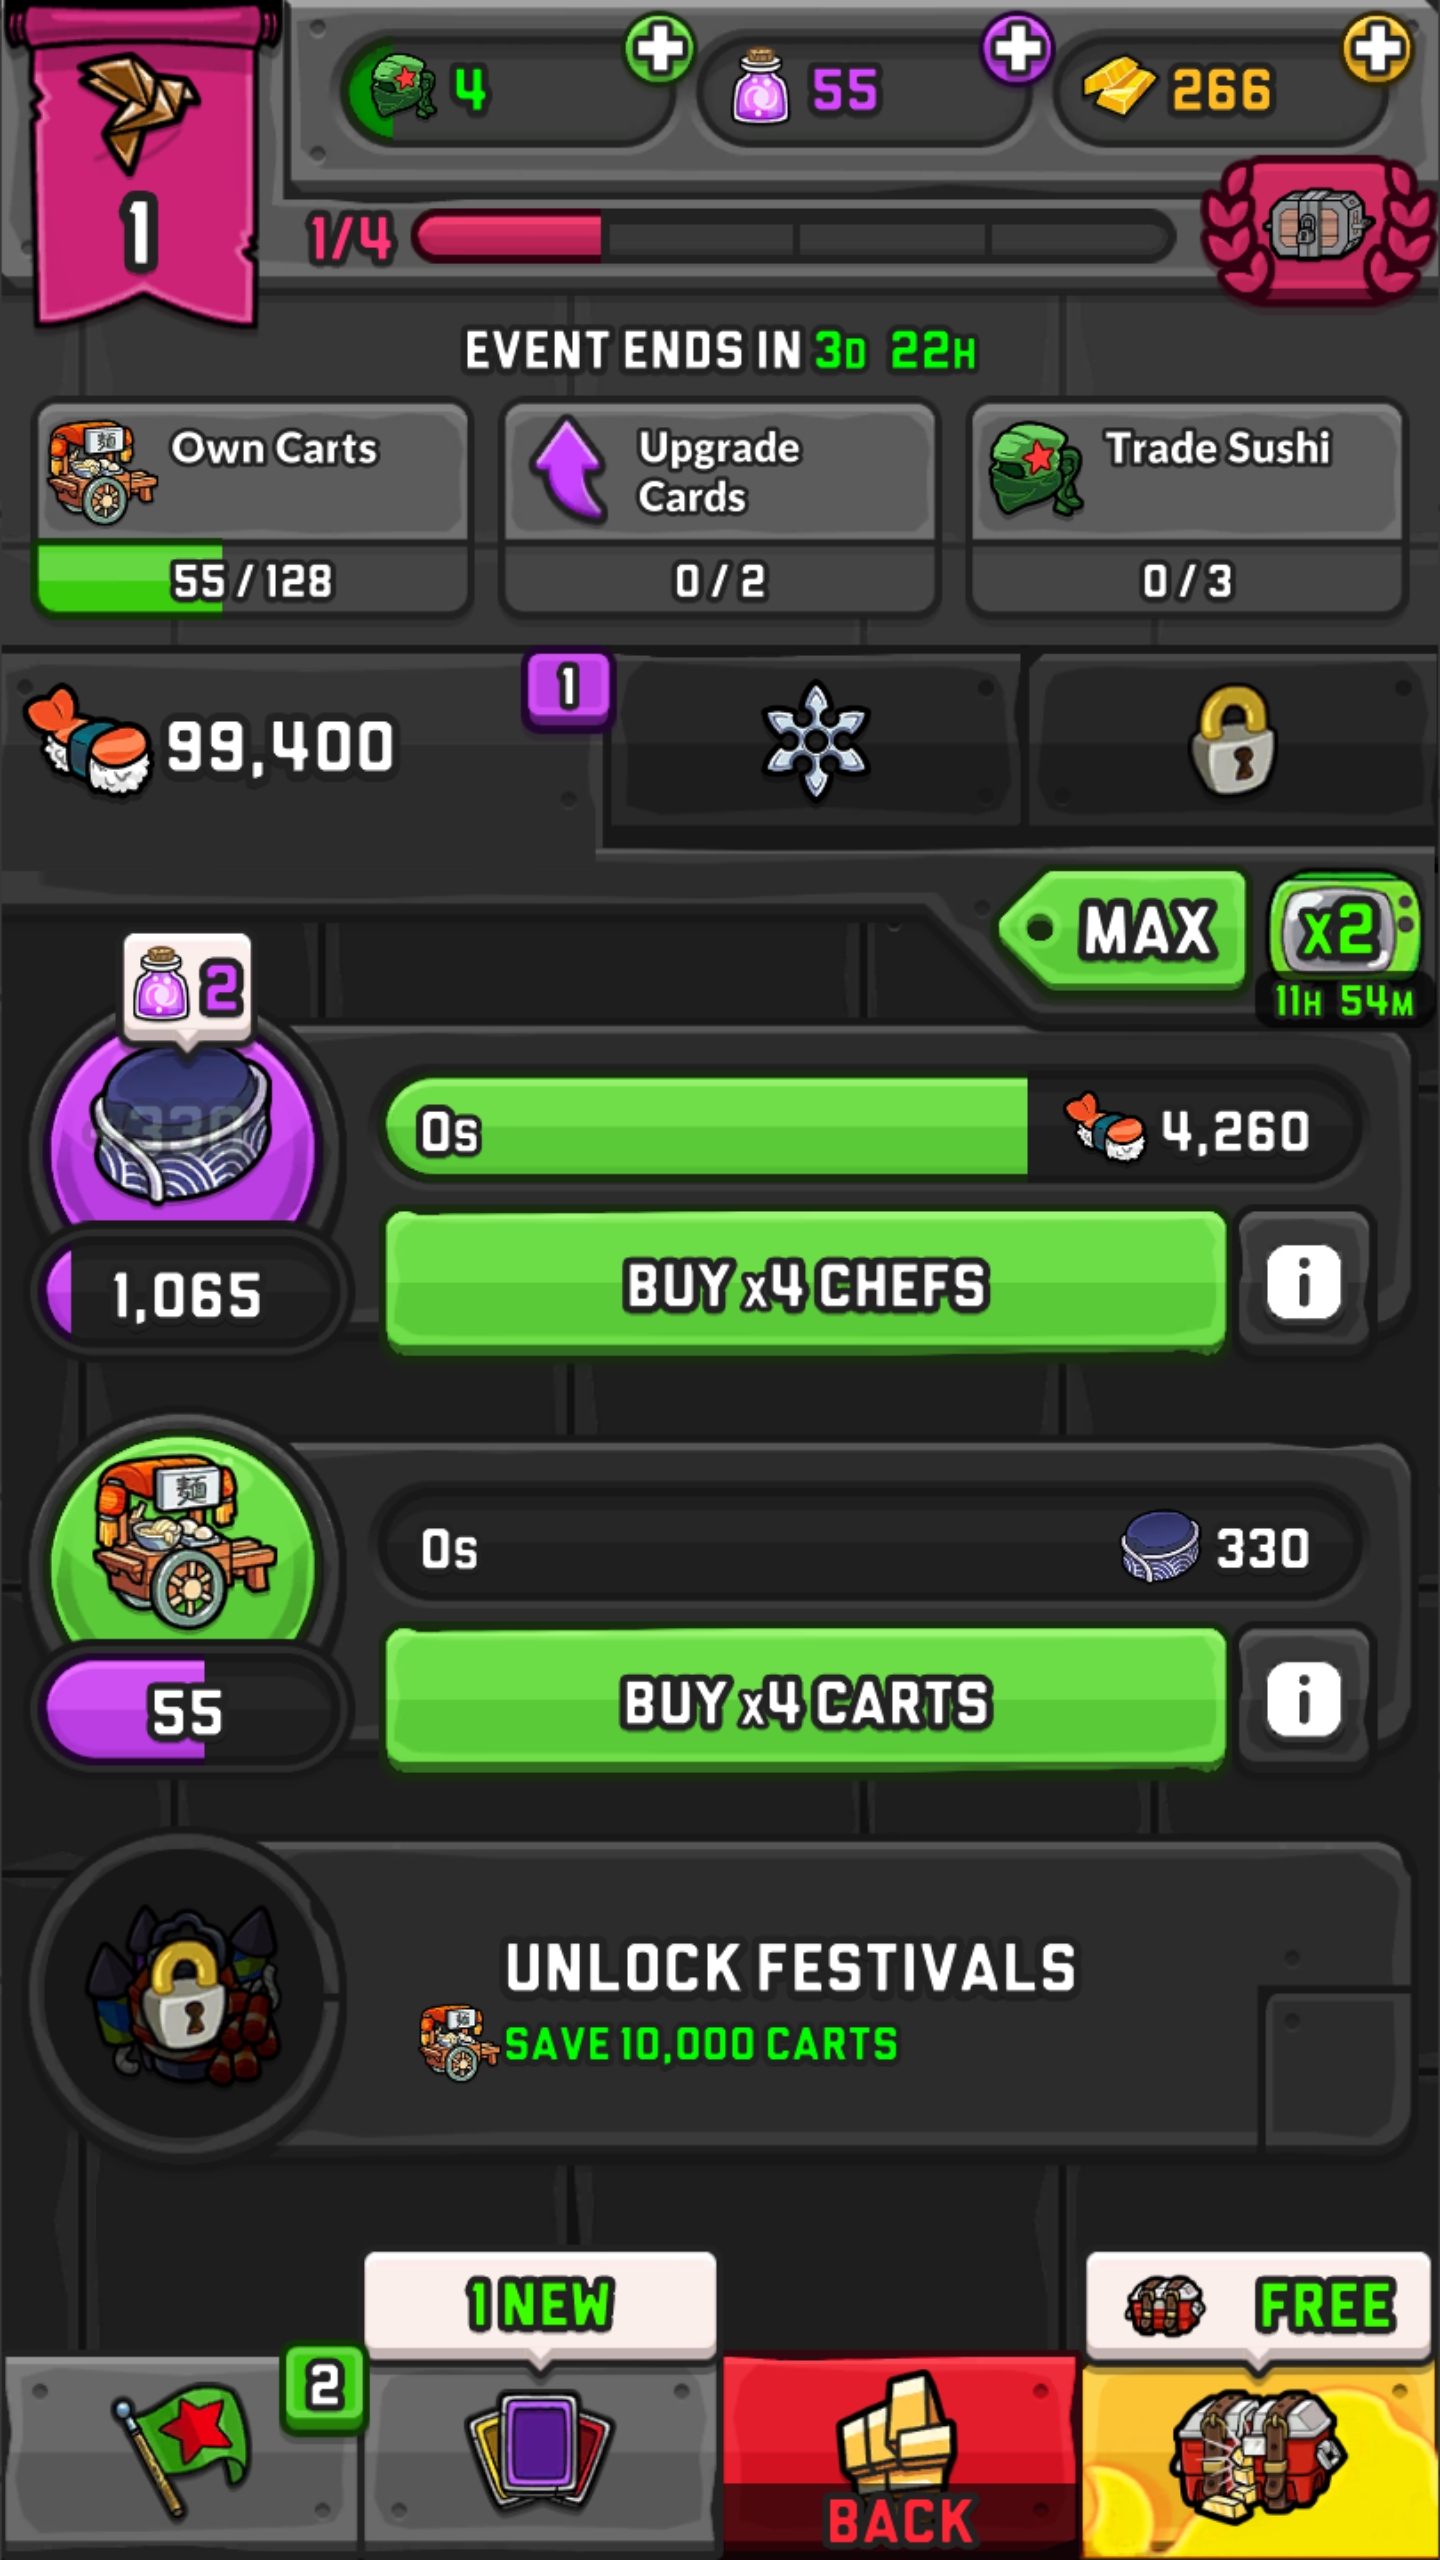 4
55
266
1
1/4
EVENT ENDS IN 3D 22H
Own Carts
55 / 128
Upgrade
Cards
0 / 2
Trade Sushi
0 / 3
99,400
1
MAX
x2
11H 54M
2
0s
4,260
1,065
BUY x4 CHEFS
i
麺
0s
330
55
BUY x4 CARTS
i
UNLOCK FESTIVALS
SAVE 10,000 CARTS
1 NEW
FREE
2
BACK